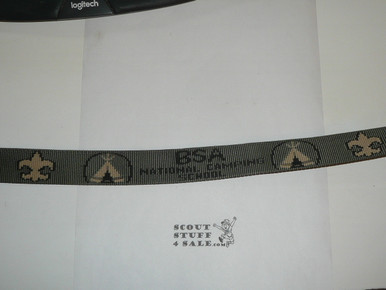 logitech
BSA
NATIONAL CAMPING
SCHOOL
SCOUT
STUFF
4 SALE.com